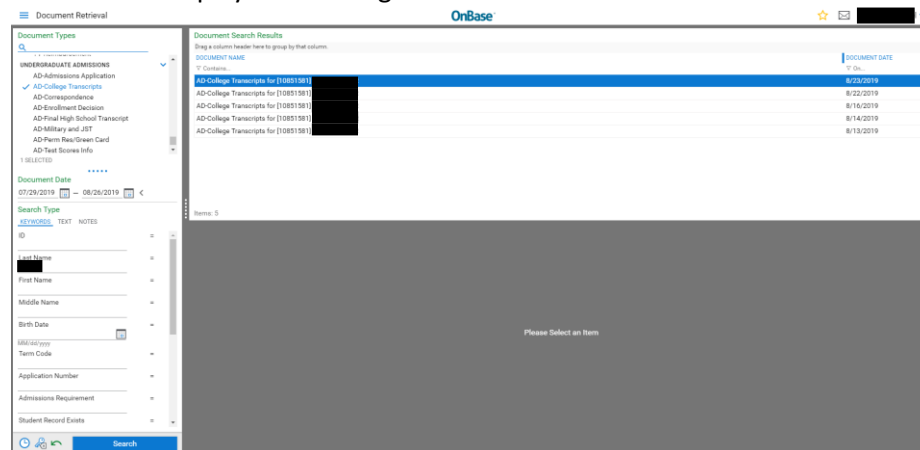 Document Retrieval
OnBase®
Document Types
UNDERGRADUATE ADMISSIONS
AD-Admissions Application
AD-College Transcripts
AD-Correspondence
AD-Enrollment Decision
AD-Final High School Transcript
AD-Military and JST
AD-Perm Res/Green Card
AD-Test Scores Info
1 SELECTED
Document Date
07/29/2019 – 08/26/2019
Search Type
KEYWORDS TEXT NOTES
ID =
Last Name =
First Name =
Middle Name =
Birth Date =
MM/dd/yyyy
Term Code =
Application Number =
Admissions Requirement =
Student Record Exists =
Search
Document Search Results
Drag a column header here to group by that column.
DOCUMENT NAME DOCUMENT DATE
Contains... On...
AD-College Transcripts for [10851581] 8/23/2019
AD-College Transcripts for [10851581] 8/22/2019
AD-College Transcripts for [10851581] 8/16/2019
AD-College Transcripts for [10851581] 8/14/2019
AD-College Transcripts for [10851581] 8/13/2019
Items: 5
Please Select an Item